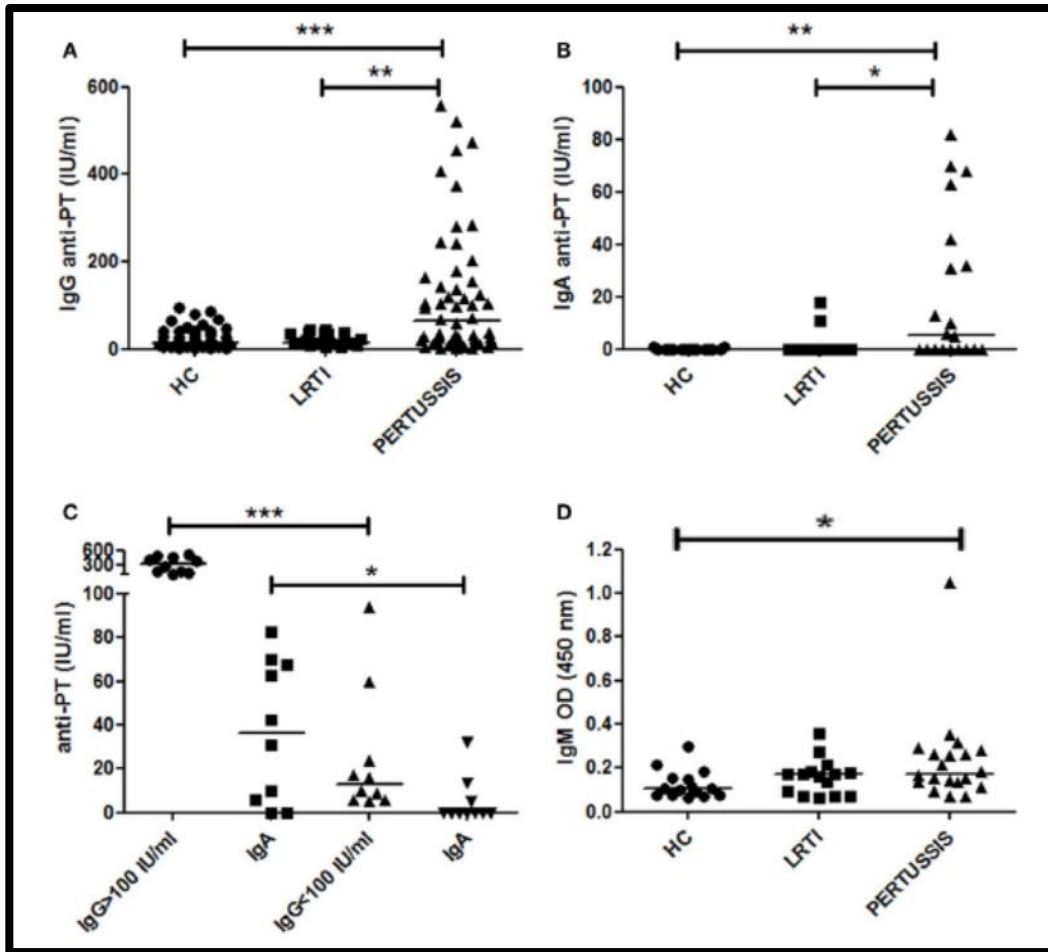 A
***
**
IgG anti-PT (IU/ml)
600
400
200
0
HC
LRTI
PERTUSSIS
B
**
*
IgA anti-PT (IU/ml)
100
80
60
40
20
0
HC
LRTI
PERTUSSIS
C
***
*
anti-PT (IU/ml)
600
300
100
80
60
40
20
0
IgG>100 IU/ml
IgA
IgG<100 IU/ml
IgA
D
*
IgM OD (450 nm)
1.2
1.0
0.8
0.6
0.4
0.2
0.0
HC
LRTI
PERTUSSIS